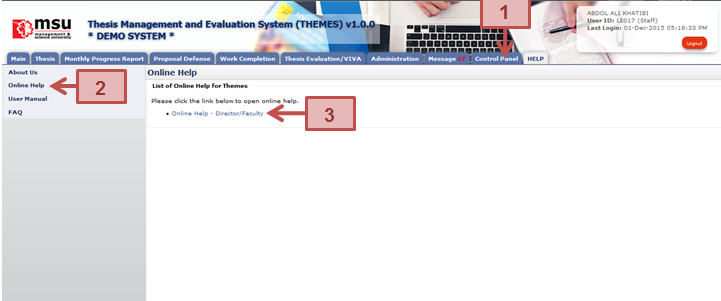 msu
management &
science university
Thesis Management and Evaluation System (THEMES) v1.0.0
* DEMO SYSTEM *
1
ABDOL ALI KHATIBI
User ID: LE017 (Staff)
Last Login: 01-Dec-2015 05:18:33 PM
Logout
Main Thesis Monthly Progress Report Proposal Defense Work Completion Thesis Evaluation/VIVA Administration Message Control Panel HELP
About Us
Online Help
User Manual
FAQ
2
Online Help
List of Online Help for Themes
Please click the link below to open online help.
• Online Help - Director/Faculty
3